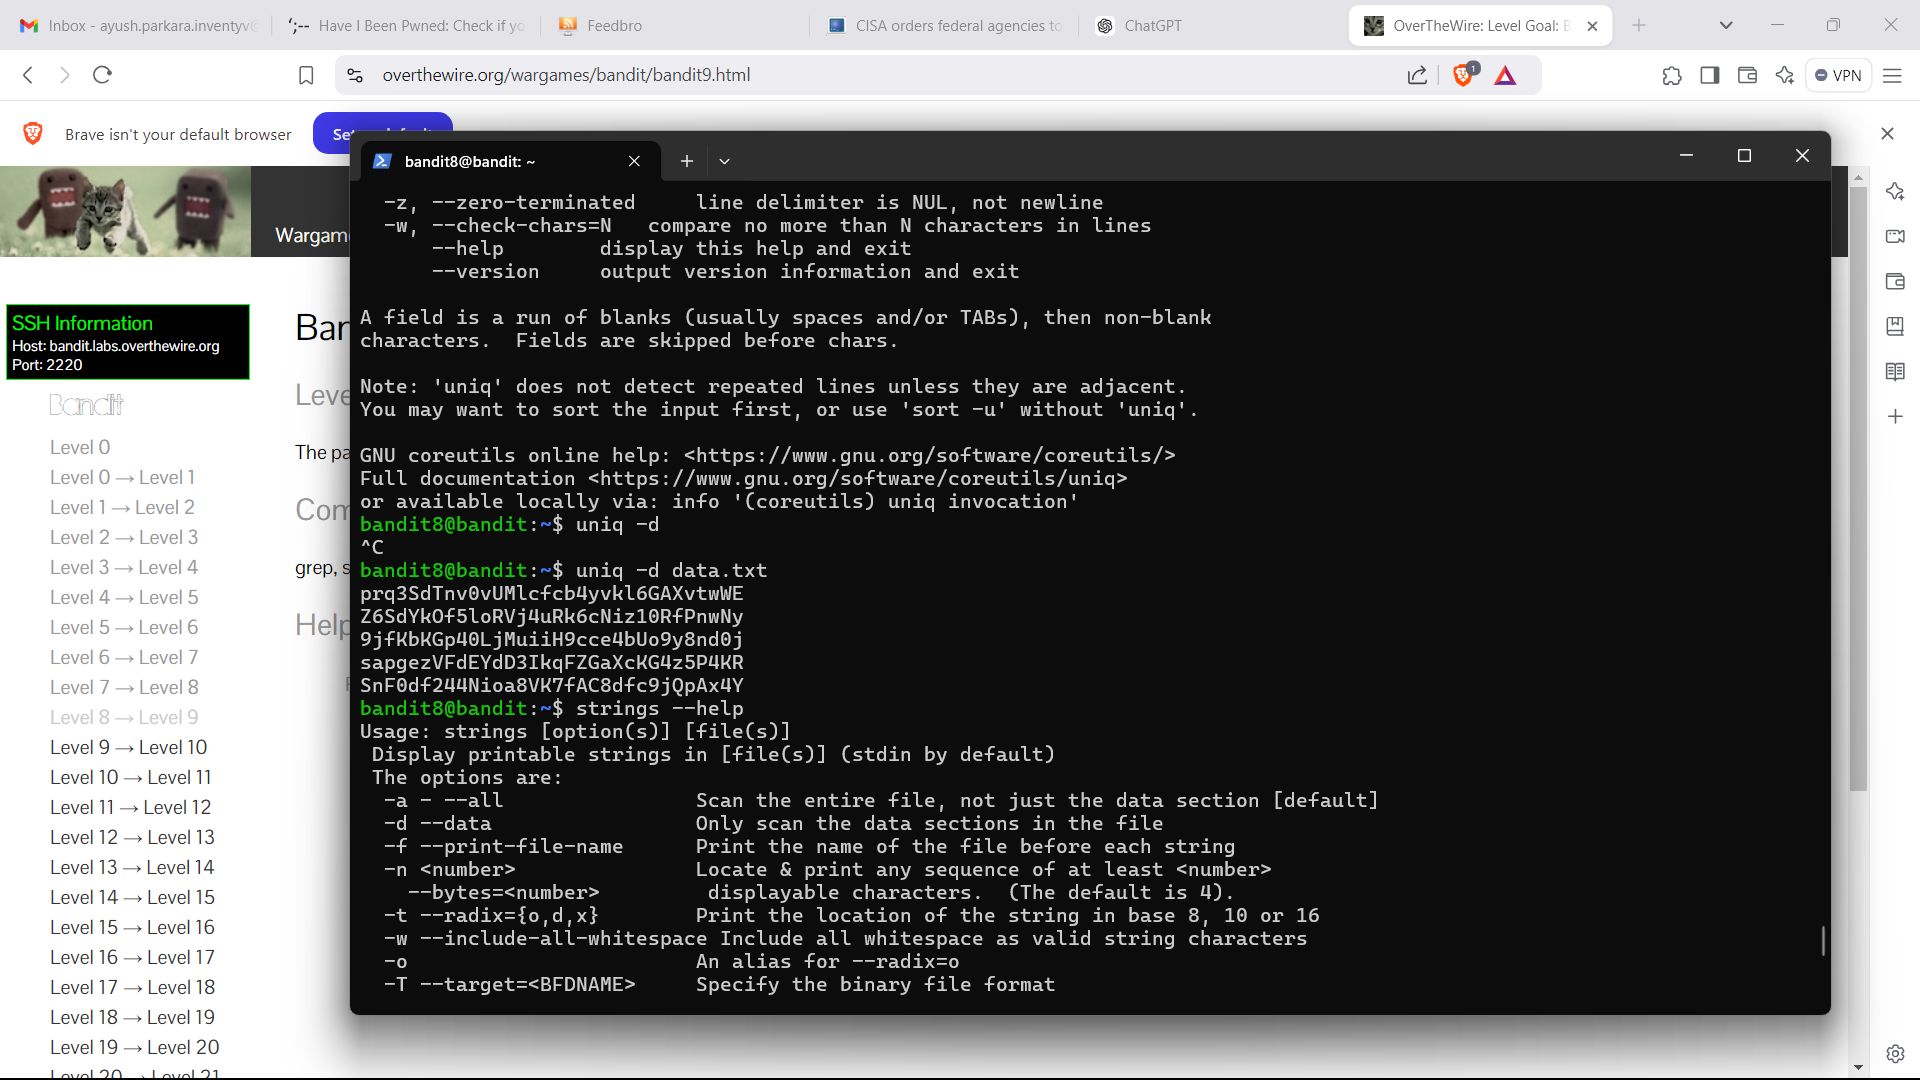 Inbox - ayush.parkara.inventyv@
Have I Been Pwned: Check if yo
Feedbro
CISA orders federal agencies to
ChatGPT
OverTheWire: Level Goal: B
overthewire.org/wargames/bandit/bandit9.html
1
VPN
Brave isn't your default browser
bandit8@bandit: ~
Wargam
SSH Information
Host: bandit.labs.overthewire.org
Port: 2220
Bandit
Level 0
Level 0 → Level 1
Level 1 → Level 2
Level 2 → Level 3
Level 3 → Level 4
Level 4 → Level 5
Level 5 → Level 6
Level 6 → Level 7
Level 7 → Level 8
Level 8 → Level 9
Level 9 → Level 10
Level 10 → Level 11
Level 11 → Level 12
Level 12 → Level 13
Level 13 → Level 14
Level 14 → Level 15
Level 15 → Level 16
Level 16 → Level 17
Level 17 → Level 18
Level 18 → Level 19
Level 19 → Level 20
Level 20 → Level 21
Ban
Leve
The pa
Com
grep, s
Help
-z, --zero-terminated     line delimiter is NUL, not newline
-w, --check-chars=N   compare no more than N characters in lines
--help        display this help and exit
--version     output version information and exit
A field is a run of blanks (usually spaces and/or TABs), then non-blank
characters.  Fields are skipped before chars.
Note: 'uniq' does not detect repeated lines unless they are adjacent.
You may want to sort the input first, or use 'sort -u' without 'uniq'.
GNU coreutils online help: <https://www.gnu.org/software/coreutils/>
Full documentation <https://www.gnu.org/software/coreutils/uniq>
or available locally via: info '(coreutils) uniq invocation'
bandit8@bandit:~$ uniq -d
^C
bandit8@bandit:~$ uniq -d data.txt
prq3SdTnv0vUMlcfcb4yvkl6GAXvtwWE
Z6SdYkOf5loRVj4uRk6cNiz10RfPnwNy
9jfKbKGp40LjMuiiH9cce4bUo9y8nd0j
sapgezVFdEYdD3IkqFZGaXcKG4z5P4KR
SnF0df244Nioa8VK7fAC8dfc9jQpAx4Y
bandit8@bandit:~$ strings --help
Usage: strings [option(s)] [file(s)]
Display printable strings in [file(s)] (stdin by default)
The options are:
-a - --all                Scan the entire file, not just the data section [default]
-d --data                 Only scan the data sections in the file
-f --print-file-name      Print the name of the file before each string
-n <number>               Locate & print any sequence of at least <number>
--bytes=<number>         displayable characters.  (The default is 4).
-t --radix={o,d,x}        Print the location of the string in base 8, 10 or 16
-w --include-all-whitespace Include all whitespace as valid string characters
-o                        An alias for --radix=o
-T --target=<BFDNAME>     Specify the binary file format